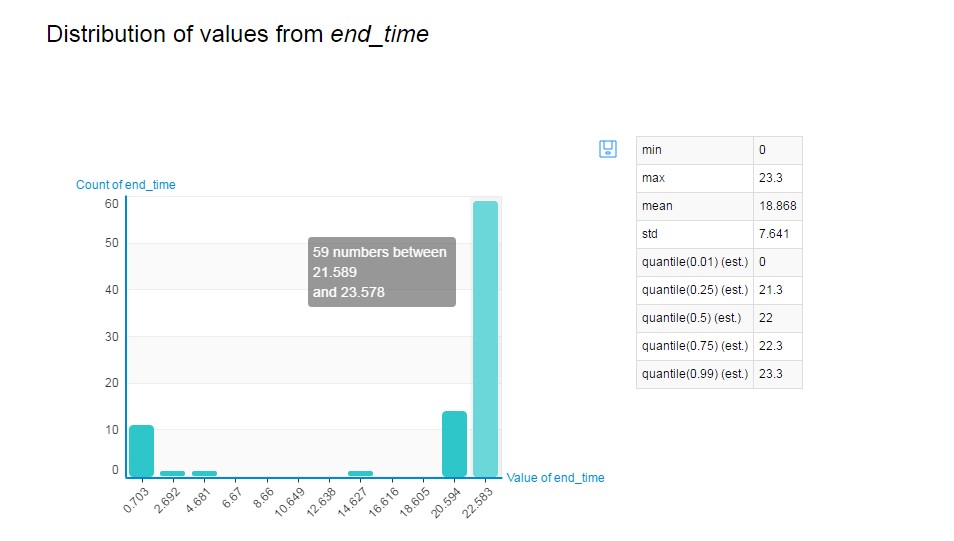 Distribution of values from end_time
Count of end_time
60
50
40
30
20
10
0
59 numbers between
21.589
and 23.578
0.703
2.692
4.681
6.67
8.66
10.649
12.638
14.627
16.616
18.605
20.594
22.583
Value of end_time
min 0
max 23.3
mean 18.868
std 7.641
quantile(0.01) (est.) 0
quantile(0.25) (est.) 21.3
quantile(0.5) (est.) 22
quantile(0.75) (est.) 22.3
quantile(0.99) (est.) 23.3